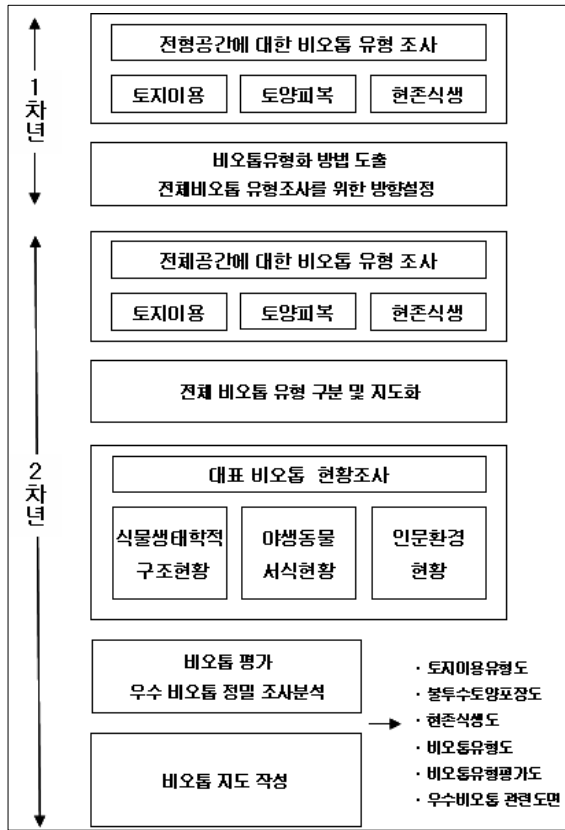 1차년
전형공간에 대한 비오톱 유형 조사
토지이용
토양피복
현존식생
비오톱유형화 방법 도출
전체비오톱 유형조사를 위한 방향설정
2차년
전체공간에 대한 비오톱 유형 조사
토지이용
토양피복
현존식생
전체 비오톱 유형 구분 및 지도화
대표 비오톱 현황조사
식물생태학적
구조현황
야생동물
서식현황
인문환경
현황
비오톱 평가
우수 비오톱 정밀 조사분석
비오톱 지도 작성
· 토지이용유형도
· 불투수토양포장도
· 현존식생도
· 비오톱유형도
· 비오톱유형평가도
· 우수비오톱 관련도면